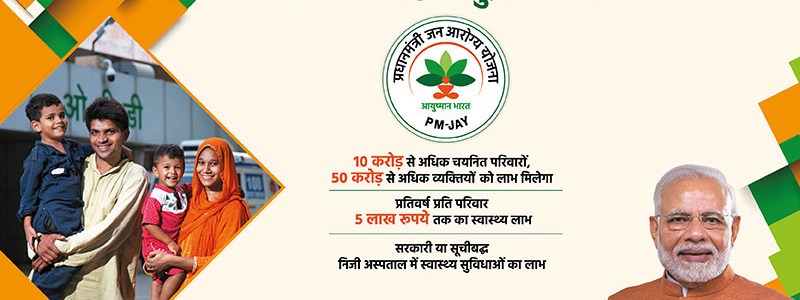 प्रधानमंत्री जन आरोग्य योजना
आयुष्मान भारत
PM-JAY
10 करोड़ से अधिक चयनित परिवारों,
50 करोड़ से अधिक व्यक्तियों को लाभ मिलेगा
प्रतिवर्ष प्रति परिवार
5 लाख रूपये तक का स्वास्थ्य लाभ
सरकारी या सूचीबद्ध
निजी अस्पताल में स्वास्थ्य सुविधाओं का लाभ